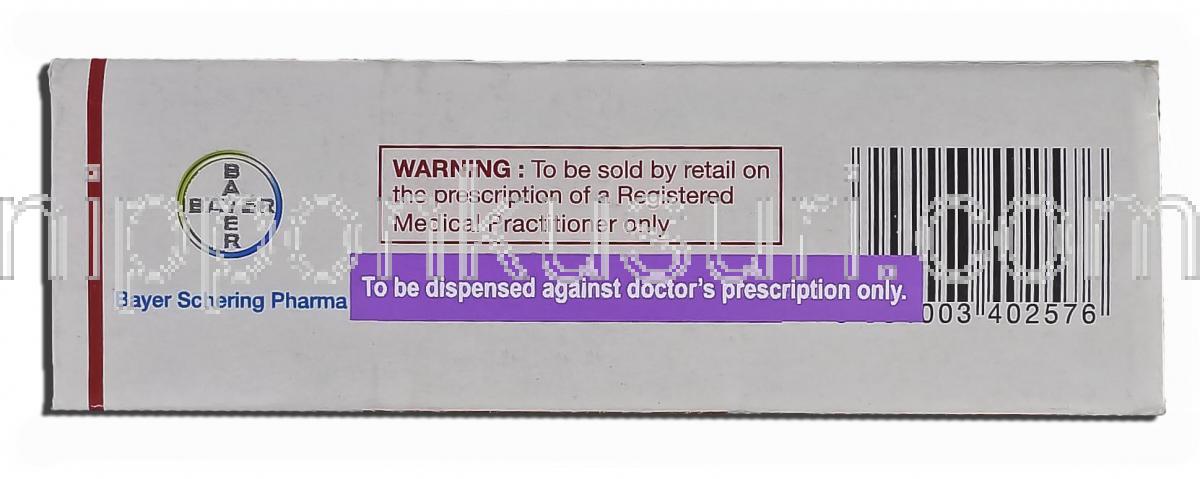 BAYER
BAYER
Bayer Schering Pharma
WARNING : To be sold by retail on
the prescription of a Registered
Medical Practitioner only
To be dispensed against doctor's prescription only.
003 402576
nipponkusuri.com